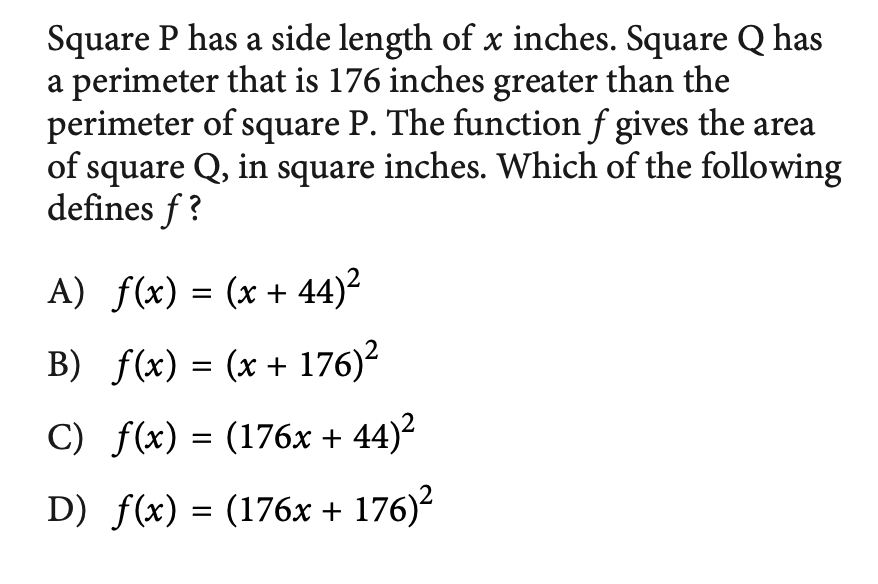 Square P has a side length of x inches. Square Q has
a perimeter that is 176 inches greater than the
perimeter of square P. The function f gives the area
of square Q, in square inches. Which of the following
defines f ?
A) f(x) = (x + 44)²
B) f(x) = (x + 176)²
C) f(x) = (176x + 44)²
D) f(x) = (176x + 176)²